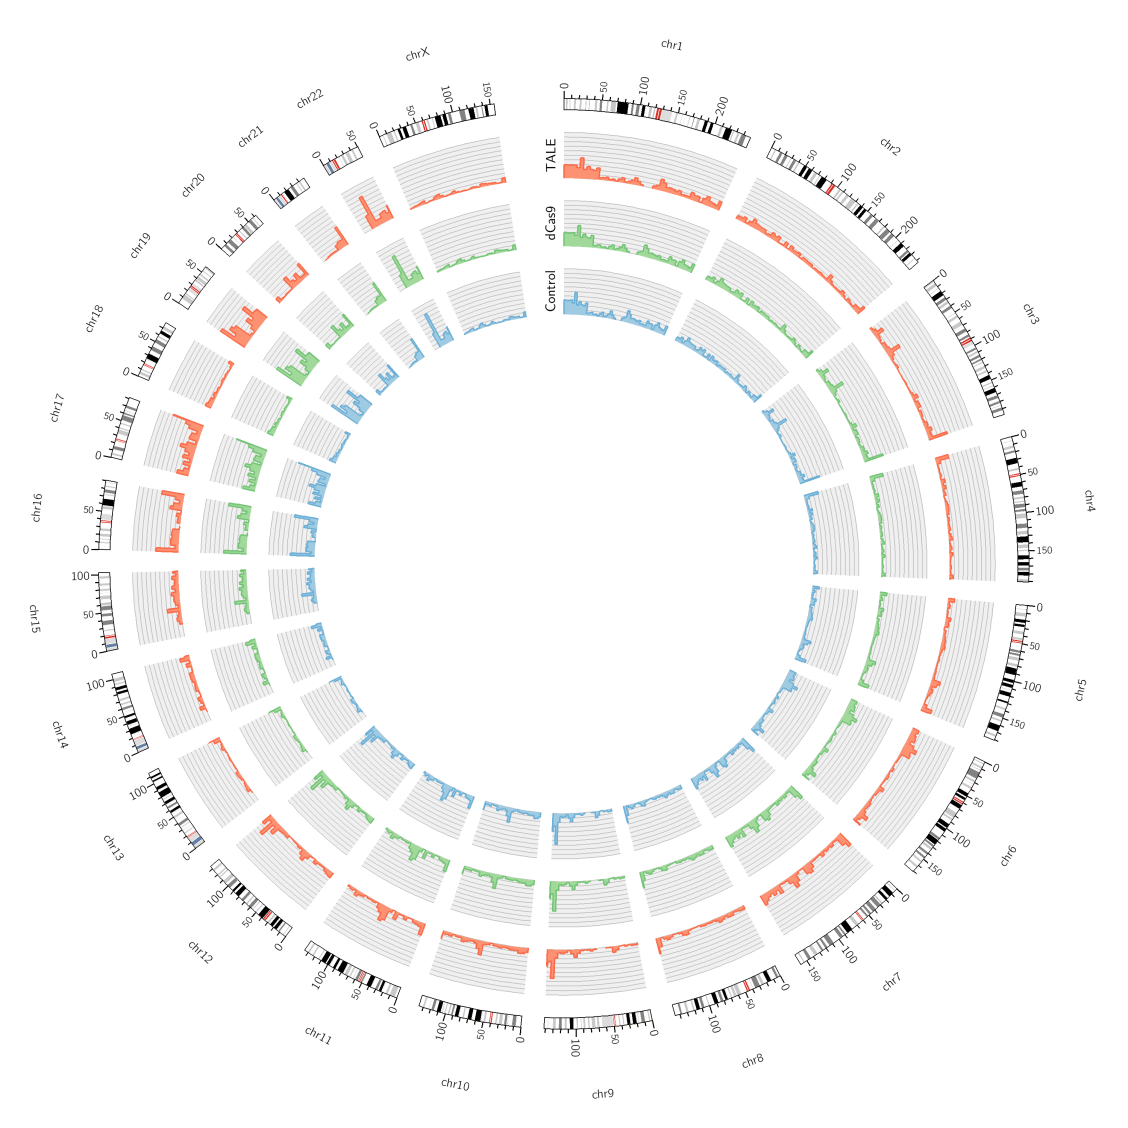 chr1
0
50
100
150
200
chr2
0
50
100
150
200
chr3
0
50
100
150
chr4
0
50
100
150
chr5
0
50
100
150
chr6
0
50
100
150
chr7
0
50
100
150
chr8
0
50
100
chr9
0
50
100
chr10
0
50
100
chr11
0
50
100
chr12
0
50
100
chr13
0
50
100
chr14
0
50
100
chr15
0
50
100
chr16
0
50
chr17
0
50
chr18
0
50
chr19
0
50
chr20
0
50
chr21
0
chr22
0
50
chrX
0
50
100
150
TALE
dCas9
Control